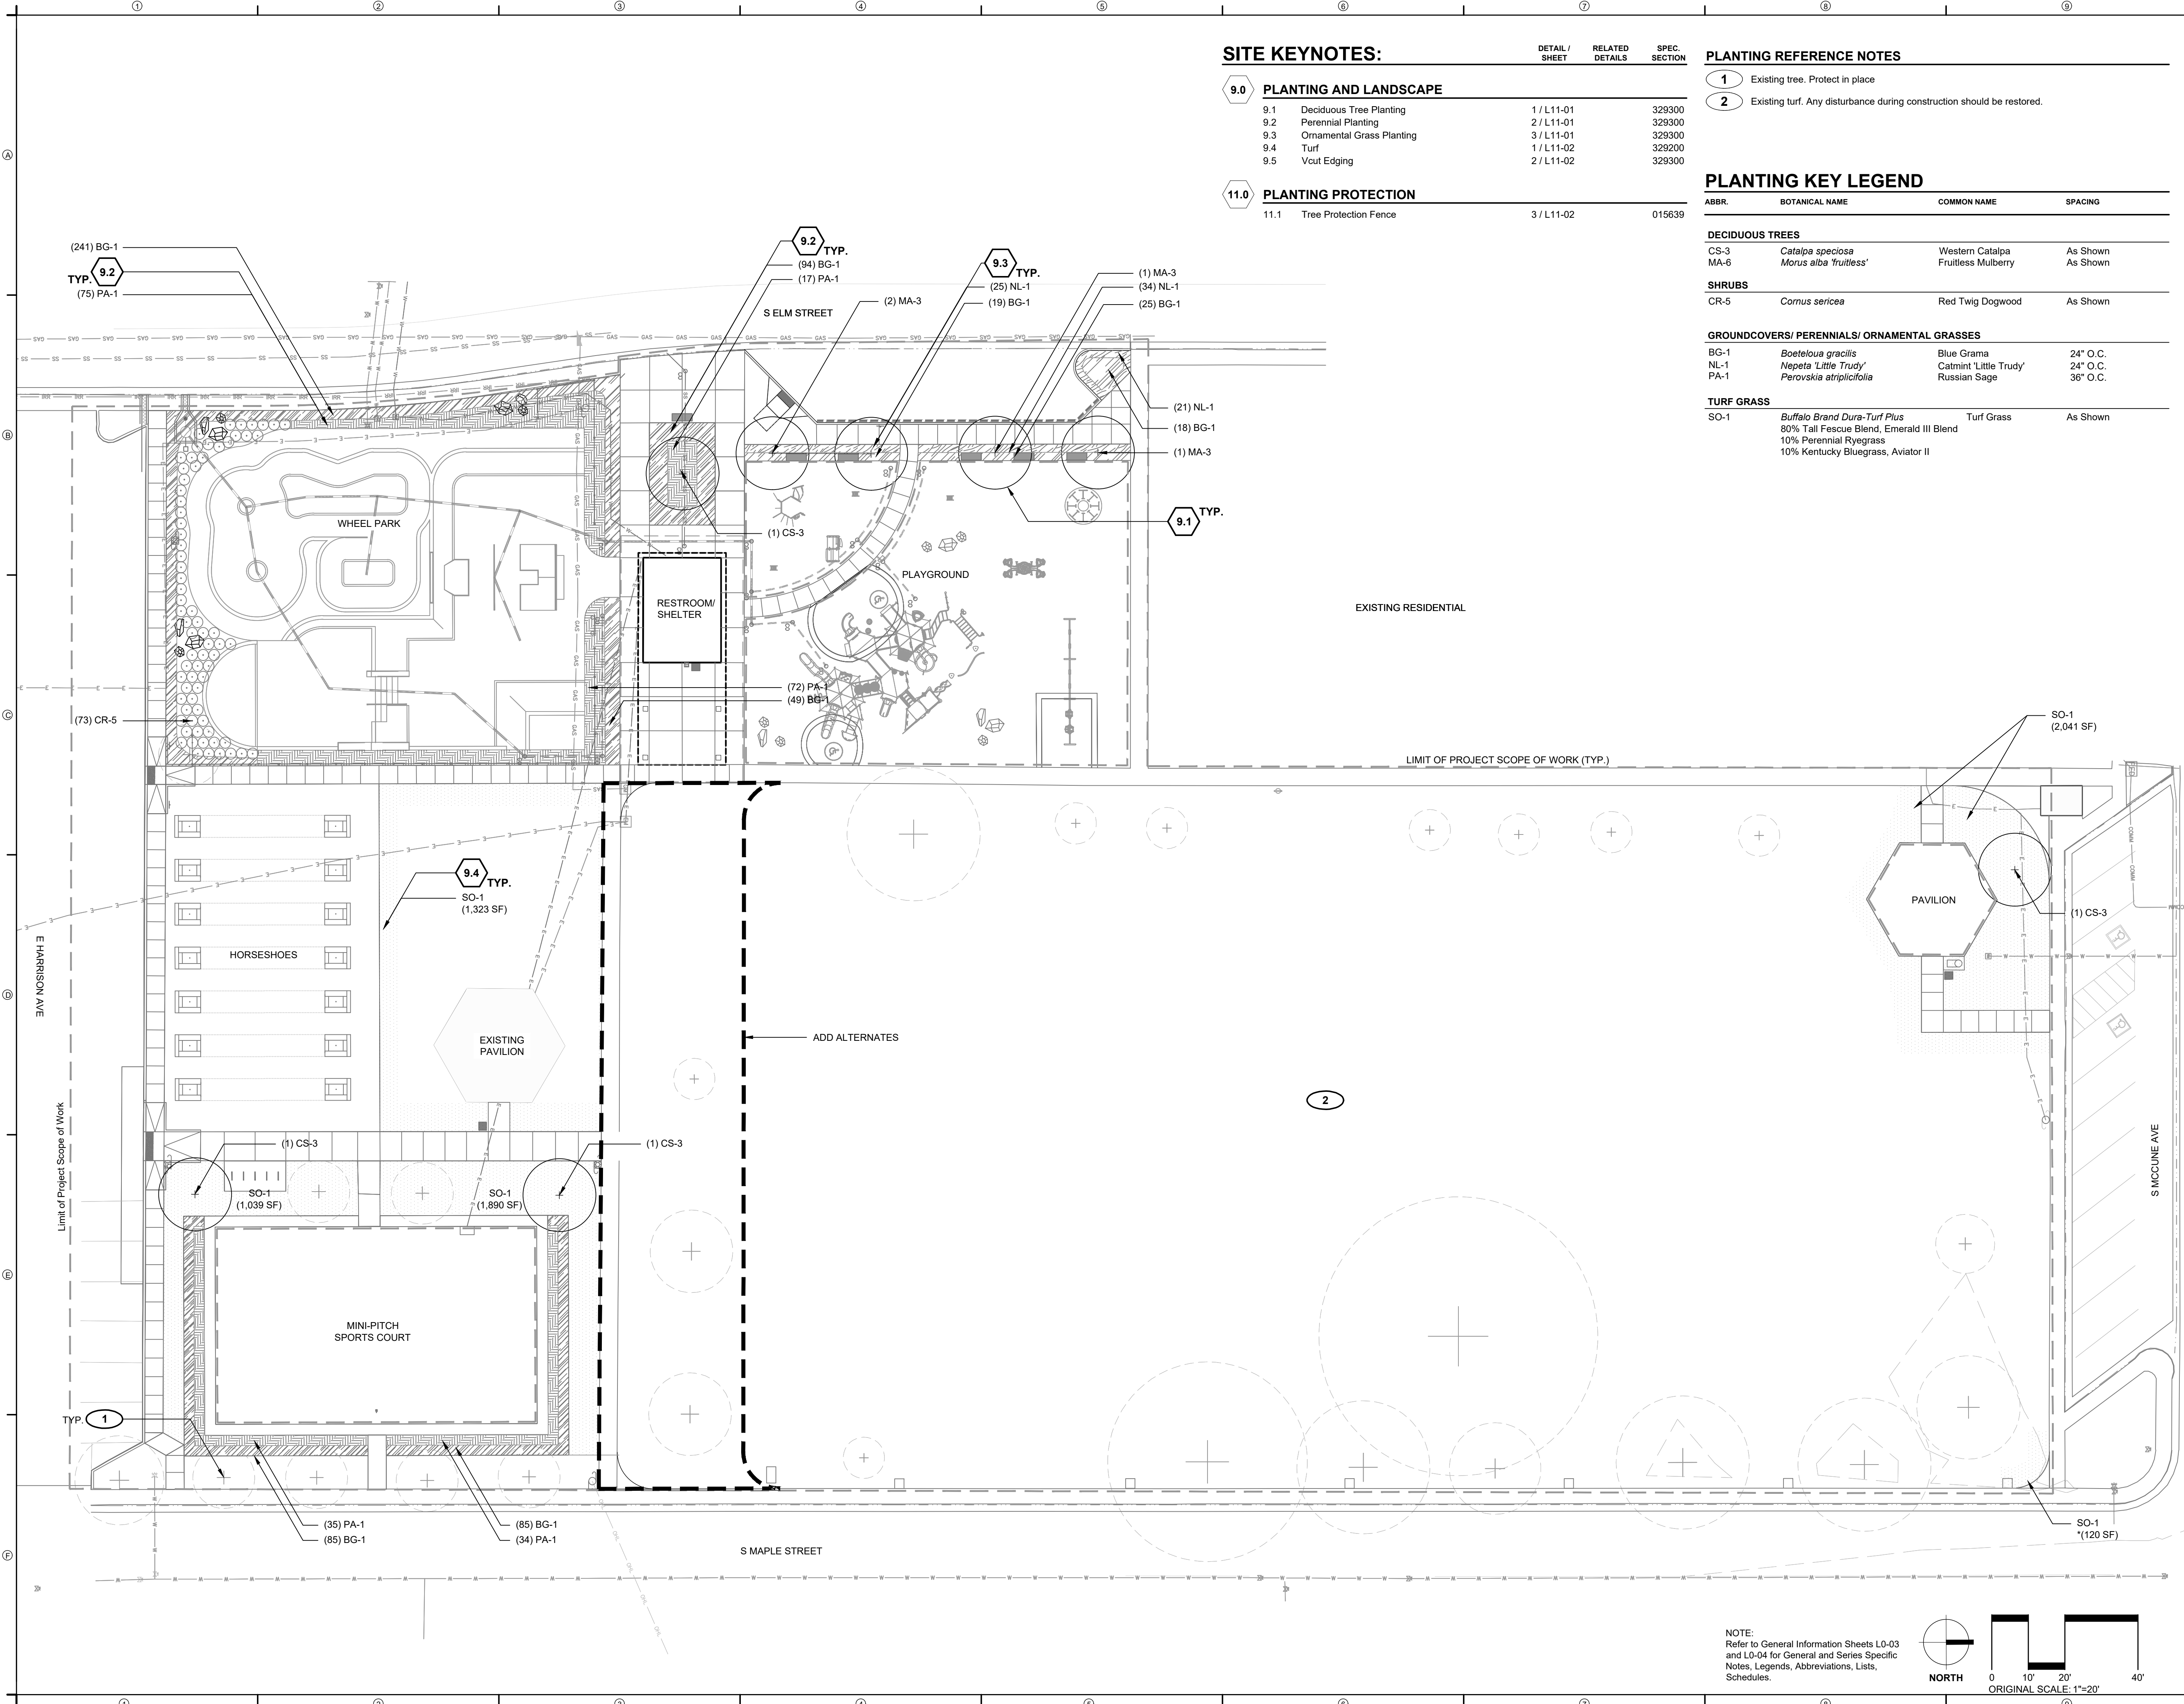 SITE KEYNOTES:
DETAIL / SHEET
RELATED DETAILS
SPEC. SECTION
9.0 PLANTING AND LANDSCAPE
9.1 Deciduous Tree Planting 1 / L11-01 329300
9.2 Perennial Planting 2 / L11-01 329300
9.3 Ornamental Grass Planting 3 / L11-01 329300
9.4 Turf 1 / L11-02 329200
9.5 Vcut Edging 2 / L11-02 329300
11.0 PLANTING PROTECTION
11.1 Tree Protection Fence 3 / L11-02 015639
PLANTING REFERENCE NOTES
1 Existing tree. Protect in place
2 Existing turf. Any disturbance during construction should be restored.
PLANTING KEY LEGEND
ABBR. BOTANICAL NAME COMMON NAME SPACING
DECIDUOUS TREES
CS-3 Catalpa speciosa Western Catalpa As Shown
MA-6 Morus alba 'fruitless' Fruitless Mulberry As Shown
SHRUBS
CR-5 Cornus sericea Red Twig Dogwood As Shown
GROUNDCOVERS/ PERENNIALS/ ORNAMENTAL GRASSES
BG-1 Boeteloua gracilis Blue Grama 24" O.C.
NL-1 Nepeta 'Little Trudy' Catmint 'Little Trudy' 24" O.C.
PA-1 Perovskia atriplicifolia Russian Sage 36" O.C.
TURF GRASS
SO-1 Buffalo Brand Dura-Turf Plus Turf Grass As Shown
80% Tall Fescue Blend, Emerald III Blend
10% Perennial Ryegrass
10% Kentucky Bluegrass, Aviator II
(241) BG-1
TYP. 9.2
(75) PA-1
9.2 TYP.
(94) BG-1
(17) PA-1
(2) MA-3
S ELM STREET
9.3 TYP.
(25) NL-1
(19) BG-1
(1) MA-3
(34) NL-1
(25) BG-1
(21) NL-1
(18) BG-1
(1) MA-3
9.1 TYP.
WHEEL PARK
(1) CS-3
RESTROOM/
SHELTER
PLAYGROUND
EXISTING RESIDENTIAL
(72) PA-1
(49) BG-1
(73) CR-5
LIMIT OF PROJECT SCOPE OF WORK (TYP.)
SO-1
(2,041 SF)
9.4 TYP.
SO-1
(1,323 SF)
PAVILION
(1) CS-3
E HARRISON AVE
HORSESHOES
EXISTING
PAVILION
ADD ALTERNATES
2
Limit of Project Scope of Work
(1) CS-3
(1) CS-3
SO-1
(1,039 SF)
SO-1
(1,890 SF)
S MCCUNE AVE
MINI-PITCH
SPORTS COURT
TYP. 1
(35) PA-1
(85) BG-1
(85) BG-1
(34) PA-1
S MAPLE STREET
SO-1
*(120 SF)
NOTE:
Refer to General Information Sheets L0-03
and L0-04 for General and Series Specific
Notes, Legends, Abbreviations, Lists,
Schedules.
NORTH
0 10' 20' 40'
ORIGINAL SCALE: 1"=20'